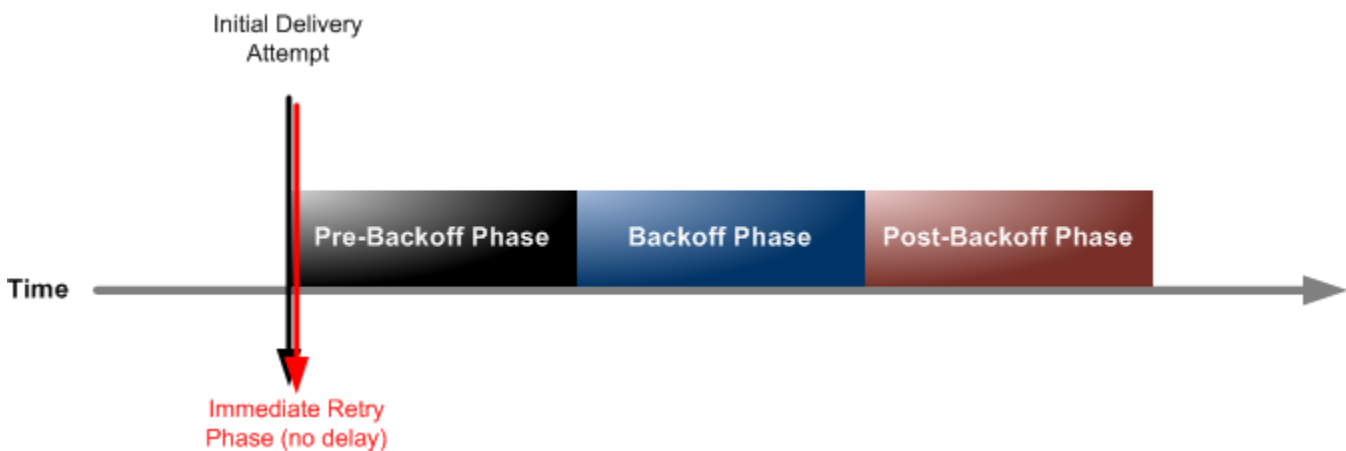 Initial Delivery
Attempt
Pre-Backoff Phase
Backoff Phase
Post-Backoff Phase
Time
Immediate Retry
Phase (no delay)